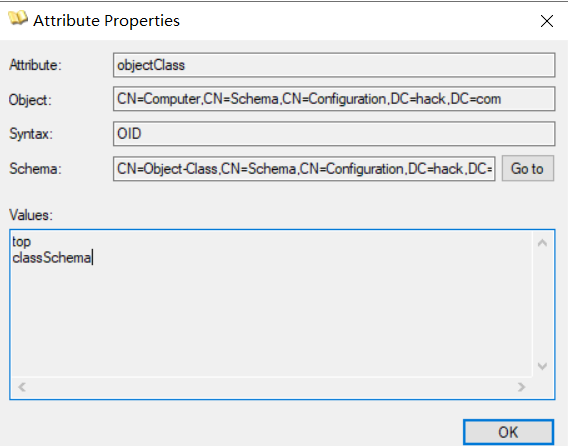 Attribute Properties
Attribute: objectClass
Object: CN=Computer,CN=Schema,CN=Configuration,DC=hack,DC=com
Syntax: OID
Schema: CN=Object-Class,CN=Schema,CN=Configuration,DC=hack,DC= Go to
Values:
top
classSchema
OK